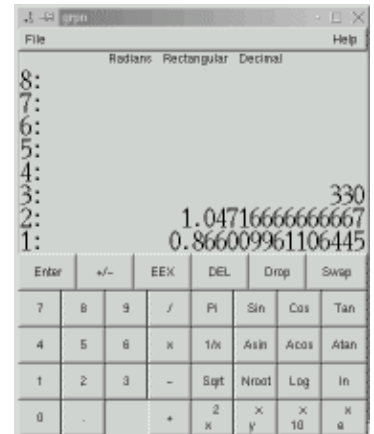 grpn
File Help
Radians Rectangular Decimal
8:
7:
6:
5:
4:
3: 330
2: 1.04716666666667
1: 0.866009961106445
Enter +/- EEX DEL Drop Swap
7 8 9 / Pi Sin Cos Tan
4 5 6 x 1/x Asin Acos Atan
1 2 3 - Sqrt Nroot Log ln
0 . + 2 x x y x 10 x e